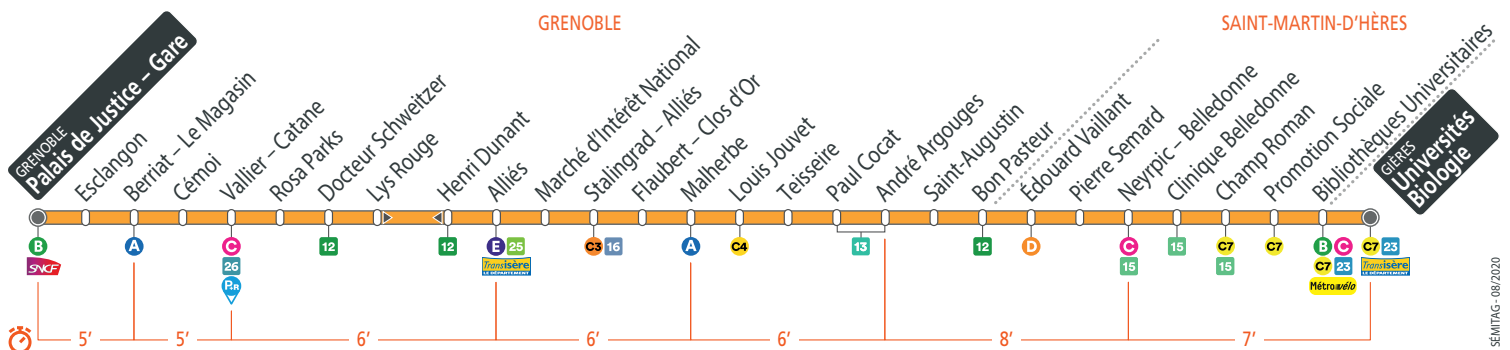 GRENOBLE
SAINT-MARTIN-D'HÈRES
GRENOBLE
Palais de Justice – Gare
Esclangon
Berriat – Le Magasin
Cémoi
Vallier – Catane
Rosa Parks
Docteur Schweitzer
Lys Rouge
Henri Dunant
Alliés
Marché d'Intérêt National
Stalingrad – Alliés
Flaubert – Clos d'Or
Malherbe
Louis Jouvet
Teisseire
Paul Cocat
André Argouges
Saint-Augustin
Bon Pasteur
Édouard Vaillant
Pierre Semard
Neyrpic – Belledonne
Clinique Belledonne
Champ Roman
Promotion Sociale
Bibliothèques Universitaires
GIÈRES
Universités
Biologie
B
SNCF
A
C
26
P+R
12
12
E 25
Transisère
LE DÉPARTEMENT
C3 16
A
C4
13
12
D
C
15
15
C7
15
C7
B C
C7 23
Métrovélo
C7 23
Transisère
LE DÉPARTEMENT
5' 5' 6' 6' 6' 8' 7'
SÉMITAG - 08/2020